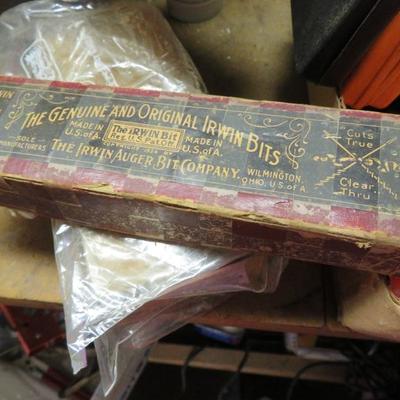 THE GENUINE AND ORIGINAL IRWIN BITS
MADE IN
U.S. OF A.
The IRWIN Bit
MADE IN
U.S. OF A.
SOLE
MANUFACTURERS
THE IRWIN AUGER BIT COMPANY.
WILMINGTON,
OHIO, U.S. OF A.
Cuts
True
Clear
Thru